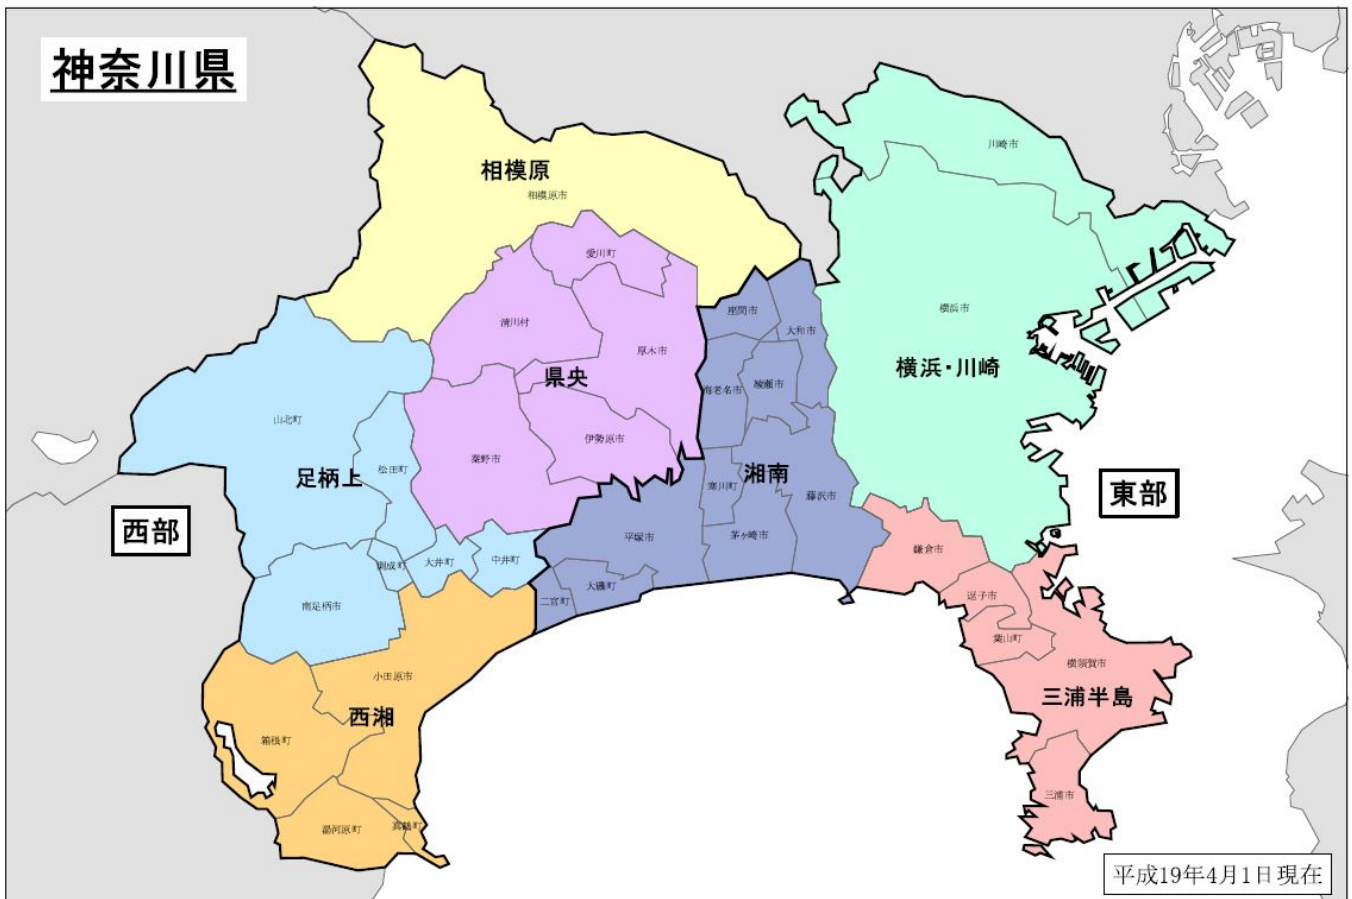 神奈川県
相模原
相模原市
川崎市
愛川町
座間市
横浜市
清川村
大和市
厚木市
横浜・川崎
県央
海老名市
綾瀬市
山北町
伊勢原市
松田町
秦野市
足柄上
湘南
寒川町
藤沢市
東部
西部
平塚市
茅ヶ崎市
鎌倉市
開成町
大井町
中井町
大磯町
二宮町
逗子市
南足柄市
葉山町
横須賀市
小田原市
三浦半島
西湘
箱根町
三浦市
湯河原町
真鶴町
平成19年4月1日現在